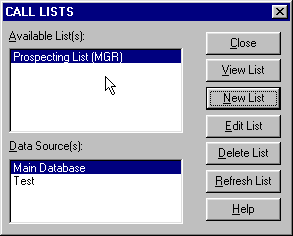 CALL LISTS
Available List(s):
Prospecting List (MGR)
Data Source(s):
Main Database
Test
Close
View List
New List
Edit List
Delete List
Refresh List
Help